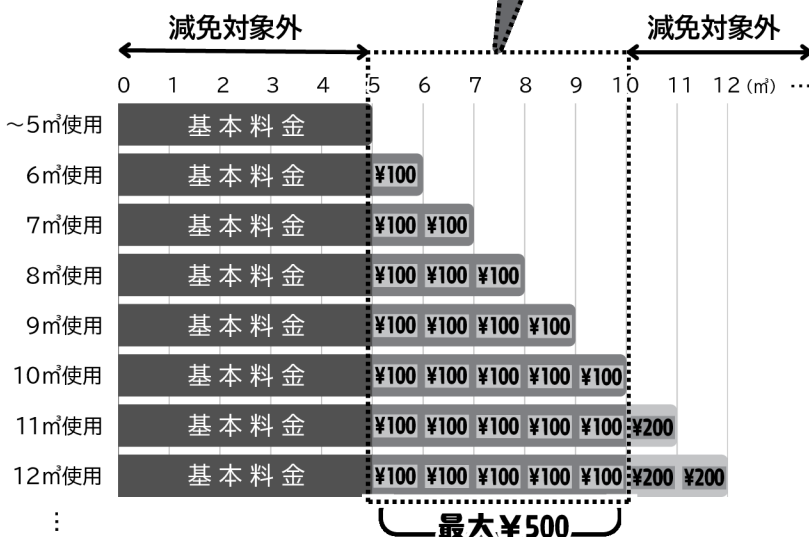 減免対象外 減免対象外
0 1 2 3 4 5 6 7 8 9 10 11 12 (㎥) …
～5㎥使用 基本料金
6㎥使用 基本料金 ¥100
7㎥使用 基本料金 ¥100 ¥100
8㎥使用 基本料金 ¥100 ¥100 ¥100
9㎥使用 基本料金 ¥100 ¥100 ¥100 ¥100
10㎥使用 基本料金 ¥100 ¥100 ¥100 ¥100 ¥100
11㎥使用 基本料金 ¥100 ¥100 ¥100 ¥100 ¥100 ¥200
12㎥使用 基本料金 ¥100 ¥100 ¥100 ¥100 ¥100 ¥200 ¥200
⋮ 最大¥500